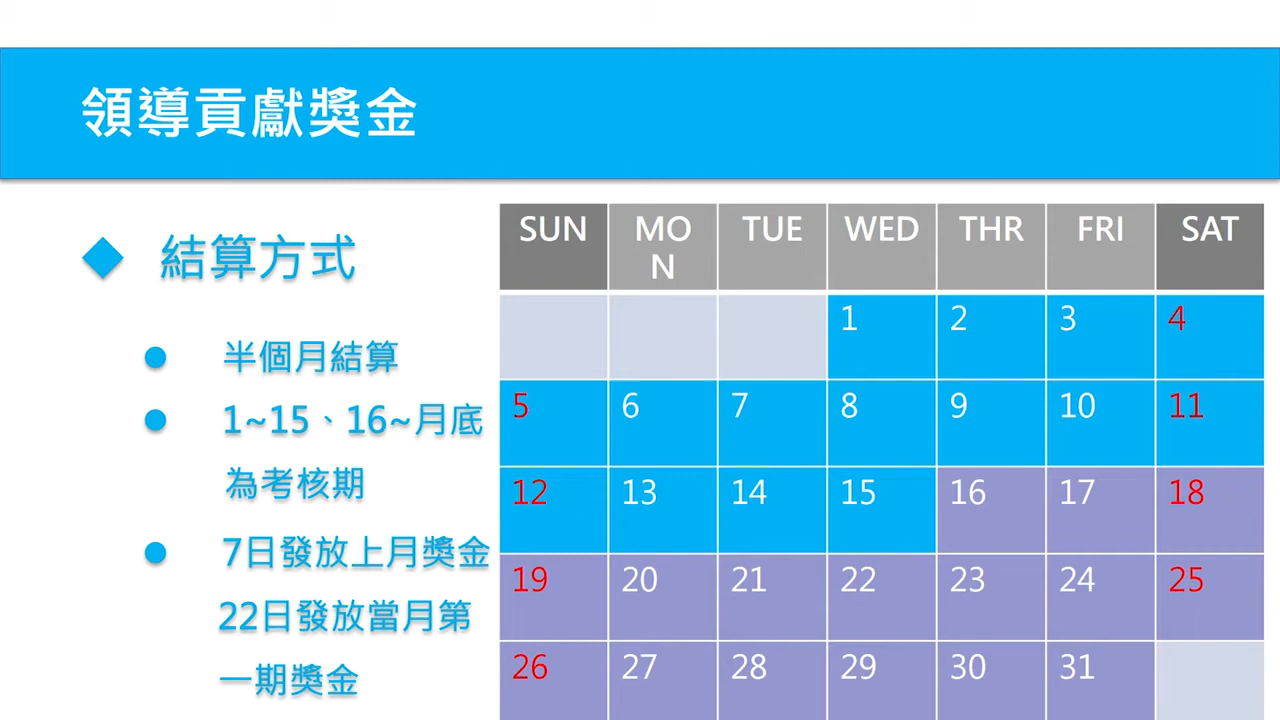 領導貢獻獎金
結算方式
半個月結算
1~15、16~月底
為考核期
7日發放上月獎金
22日發放當月第
一期獎金
SUN MO TUE WED THR FRI SAT
N
1 2 3 4
5 6 7 8 9 10 11
12 13 14 15 16 17 18
19 20 21 22 23 24 25
26 27 28 29 30 31